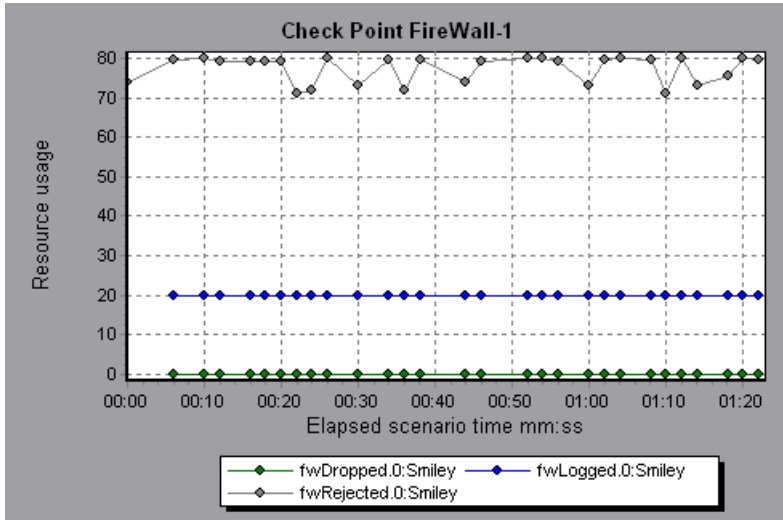 Check Point FireWall-1
80
70
60
50
40
30
20
10
0
Resource usage
00:00 00:10 00:20 00:30 00:40 00:50 01:00 01:10 01:20
Elapsed scenario time mm:ss
fwDropped.0:Smiley fwLogged.0:Smiley
fwRejected.0:Smiley